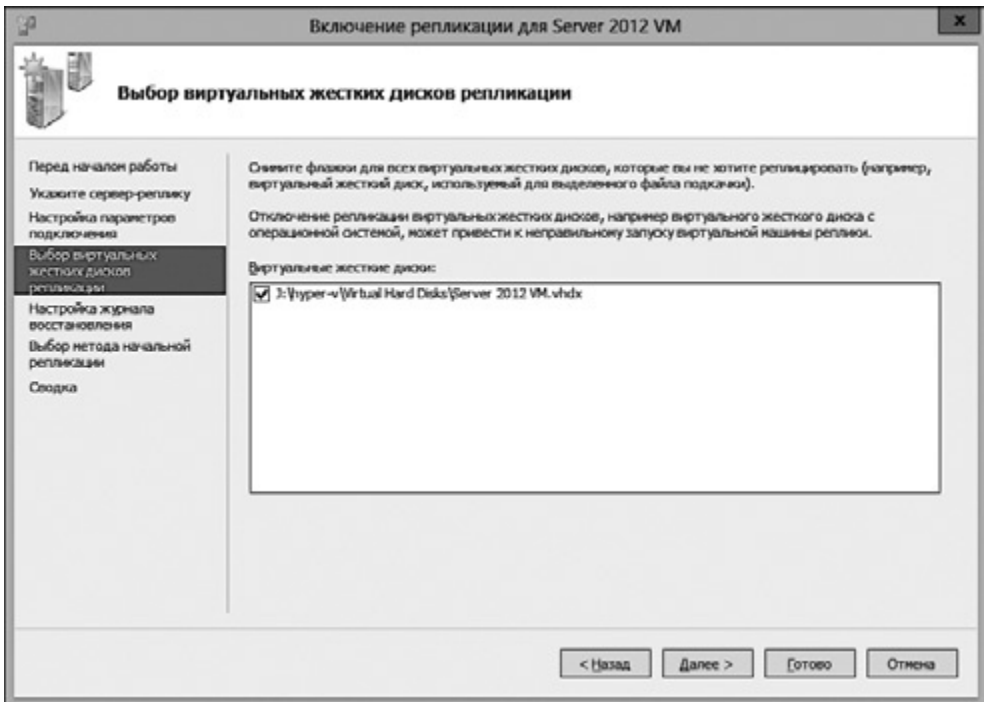 Включение репликации для Server 2012 VM
x
Выбор виртуальных жестких дисков репликации
Перед началом работы
Укажите сервер-реплику
Настройка параметров
подключения
Выбор виртуальных
жестких дисков
репликации
Настройка журнала
восстановления
Выбор метода начальной
репликации
Сводка
Снимите флажки для всех виртуальных жестких дисков, которые вы не хотите реплицировать (например,
виртуальный жесткий диск, используемый для выделенного файла подкачки).
Отключение репликации виртуальных жестких дисков, например виртуального жесткого диска с
операционной системой, может привести к неправильному запуску виртуальной машины реплики.
Виртуальные жесткие диски:
J:\hyper-v\Virtual Hard Disks\Server 2012 VM.vhdx
< Назад
Далее >
Готово
Отмена